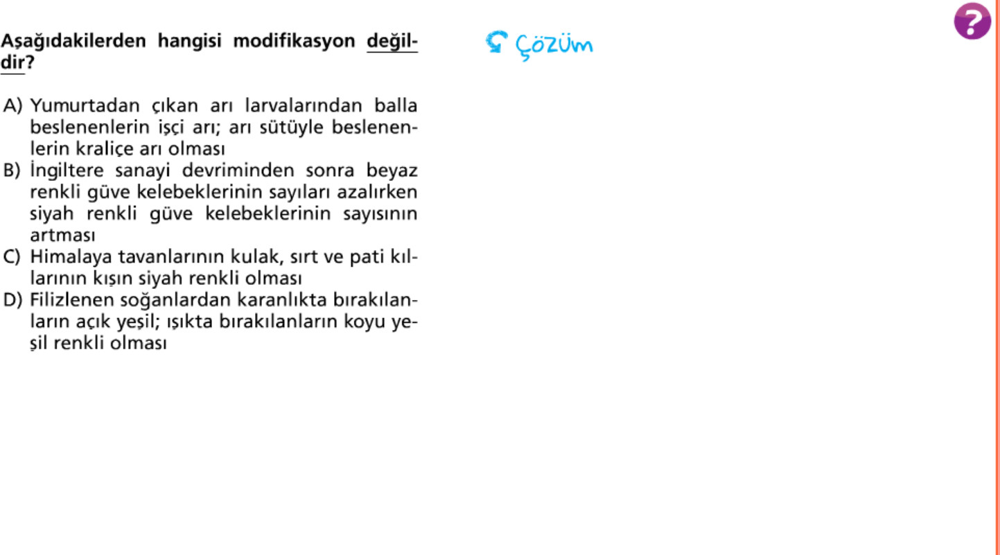 Aşağıdakilerden hangisi modifikasyon değil-
dir?
A) Yumurtadan çıkan arı larvalarından balla
beslenenlerin işçi arı; arı sütüyle beslenen-
lerin kraliçe arı olması
B) İngiltere sanayi devriminden sonra beyaz
renkli güve kelebeklerinin sayıları azalırken
siyah renkli güve kelebeklerinin sayısının
artması
C) Himalaya tavanlarının kulak, sırt ve pati kıl-
larının kışın siyah renkli olması
D) Filizlenen soğanlardan karanlıkta bırakılan-
ların açık yeşil; ışıkta bırakılanların koyu ye-
şil renkli olması
Çözüm
?